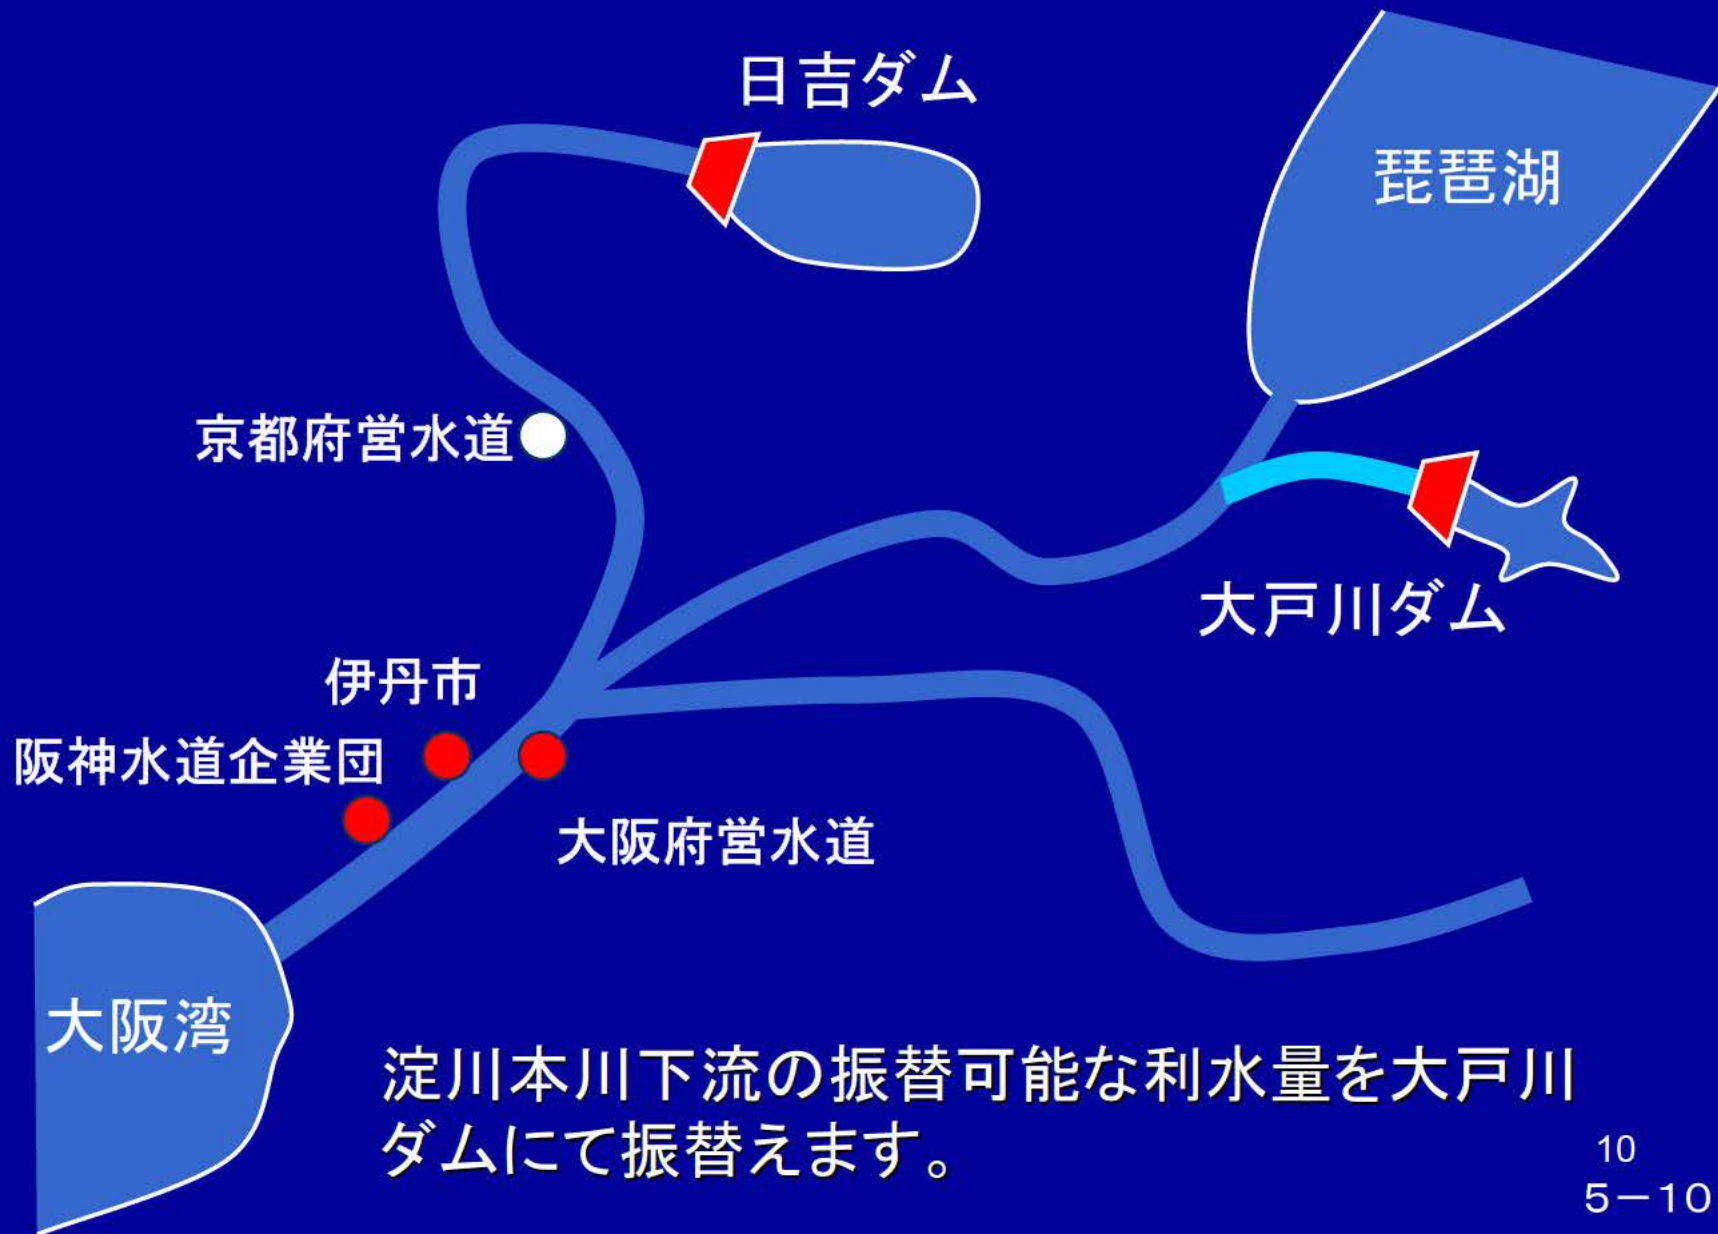 日吉ダム
琵琶湖
京都府営水道
大戸川ダム
伊丹市
阪神水道企業団
大阪府営水道
大阪湾
淀川本川下流の振替可能な利水量を大戸川
ダムにて振替えます。
10
5－10